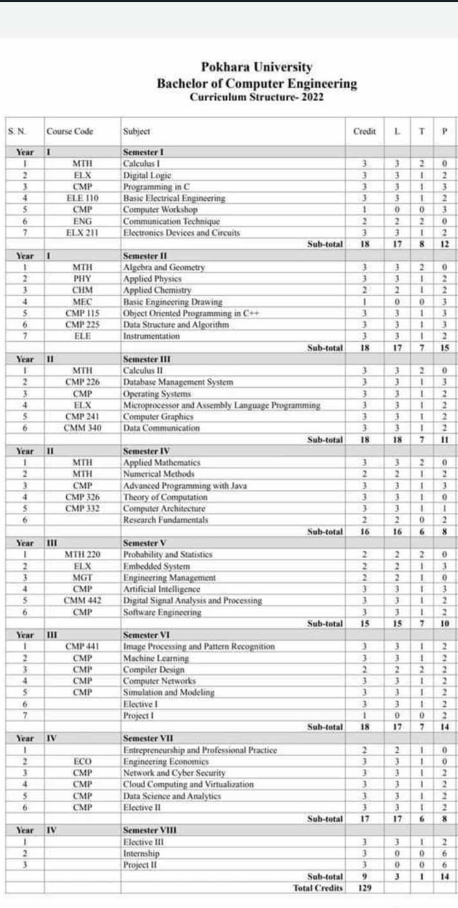 Pokhara University
Bachelor of Computer Engineering
Curriculum Structure- 2022
S. N. Course Code Subject Credit L T P
Year I Semester I
1 MTH Calculus I 3 3 2 0
2 ELX Digital Logic 3 3 1 2
3 CMP Programming in C 3 3 1 3
4 ELE 110 Basic Electrical Engineering 3 3 1 2
5 CMP Computer Workshop 1 0 0 3
6 ENG Communication Technique 2 2 2 0
7 ELX 211 Electronics Devices and Circuits 3 3 1 2
Sub-total 18 17 8 12
Year I Semester II
1 MTH Algebra and Geometry 3 3 2 0
2 PHY Applied Physics 3 3 1 2
3 CHM Applied Chemistry 2 2 1 2
4 MEC Basic Engineering Drawing 1 0 0 3
5 CMP 115 Object Oriented Programming in C++ 3 3 1 3
6 CMP 225 Data Structure and Algorithm 3 3 1 3
7 ELE Instrumentation 3 3 1 2
Sub-total 18 17 7 15
Year II Semester III
1 MTH Calculus II 3 3 2 0
2 CMP 226 Database Management System 3 3 1 3
3 CMP Operating Systems 3 3 1 2
4 ELX Microprocessor and Assembly Language Programming 3 3 1 2
5 CMP 241 Computer Graphics 3 3 1 2
6 CMM 340 Data Communication 3 3 1 2
Sub-total 18 18 7 11
Year II Semester IV
1 MTH Applied Mathematics 3 3 2 0
2 MTH Numerical Methods 2 2 1 2
3 CMP Advanced Programming with Java 3 3 1 3
4 CMP 326 Theory of Computation 3 3 1 0
5 CMP 332 Computer Architecture 3 3 1 1
6 Research Fundamentals 2 2 0 2
Sub-total 16 16 6 8
Year III Semester V
1 MTH 220 Probability and Statistics 2 2 2 0
2 ELX Embedded System 2 2 1 3
3 MGT Engineering Management 2 2 1 0
4 CMP Artificial Intelligence 3 3 1 3
5 CMM 442 Digital Signal Analysis and Processing 3 3 1 2
6 CMP Software Engineering 3 3 1 2
Sub-total 15 15 7 10
Year III Semester VI
1 CMP 441 Image Processing and Pattern Recognition 3 3 1 2
2 CMP Machine Learning 3 3 1 2
3 CMP Compiler Design 2 2 2 2
4 CMP Computer Networks 3 3 1 2
5 CMP Simulation and Modeling 3 3 1 2
6 Elective I 3 3 1 2
7 Project I 1 0 0 2
Sub-total 18 17 7 14
Year IV Semester VII
1 Entrepreneurship and Professional Practice 2 2 1 0
2 ECO Engineering Economics 3 3 1 0
3 CMP Network and Cyber Security 3 3 1 2
4 CMP Cloud Computing and Virtualization 3 3 1 2
5 CMP Data Science and Analytics 3 3 1 2
6 CMP Elective II 3 3 1 2
Sub-total 17 17 6 8
Year IV Semester VIII
1 Elective III 3 3 1 2
2 Internship 3 0 0 6
3 Project II 3 0 0 6
Sub-total 9 3 1 14
Total Credits 129